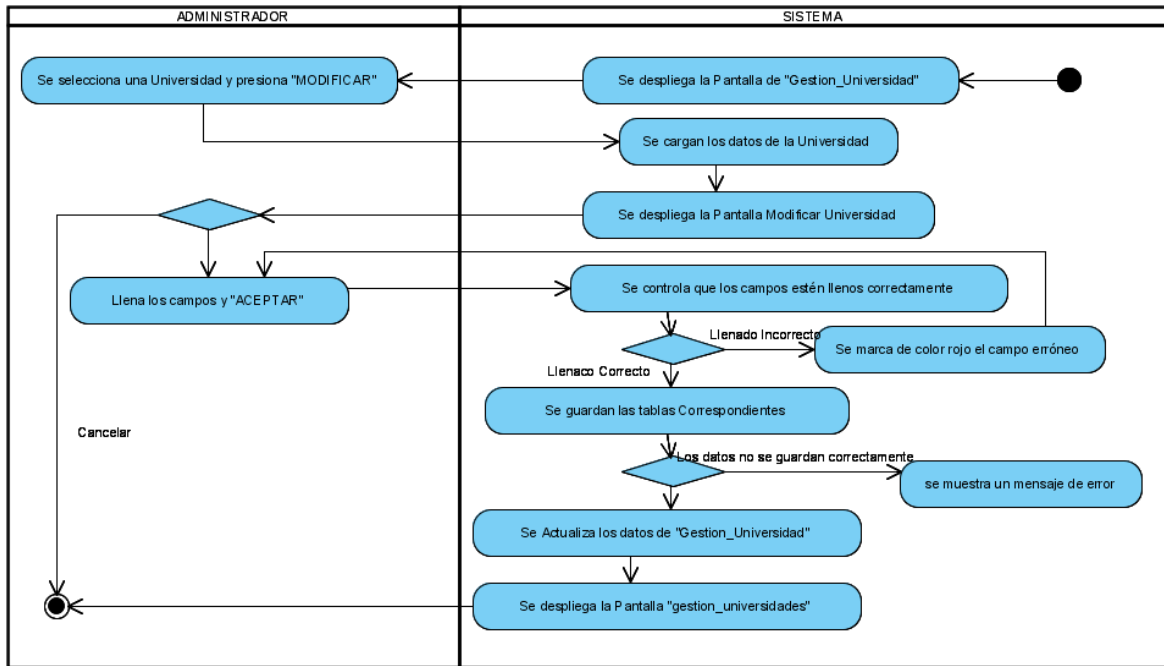 ADMINISTRADOR
SISTEMA
Se selecciona una Universidad y presiona "MODIFICAR"
Se despliega la Pantalla de "Gestion_Universidad"
Se cargan los datos de la Universidad
Se despliega la Pantalla Modificar Universidad
Llena los campos y "ACEPTAR"
Se controla que los campos estén llenos correctamente
Llenado Incorrecto
Se marca de color rojo el campo erróneo
Llenaco Correcto
Se guardan las tablas Correspondientes
Cancelar
Los datos no se guardan correctamente
se muestra un mensaje de error
Se Actualiza los datos de "Gestion_Universidad"
Se despliega la Pantalla "gestion_universidades"